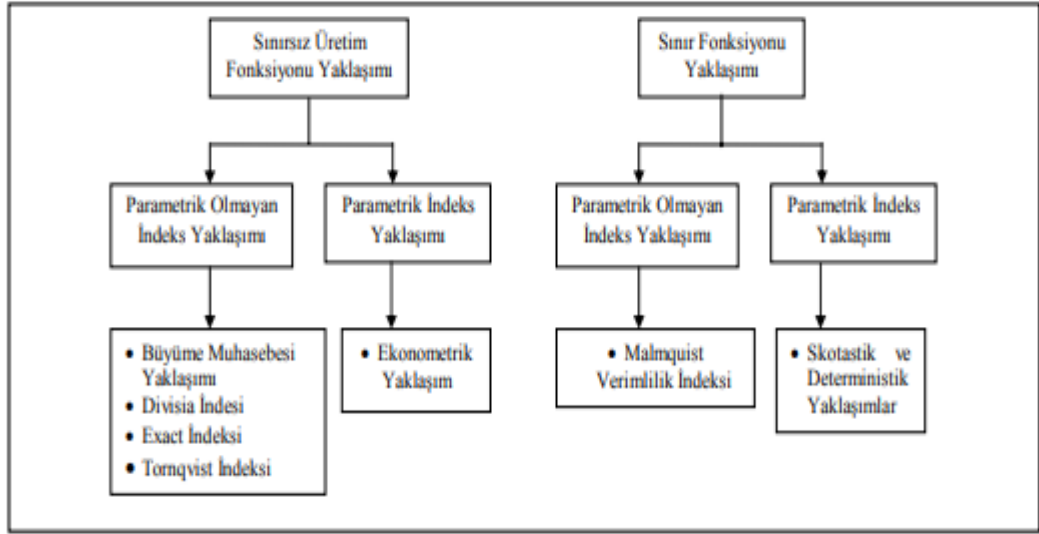 Sınırsız Üretim
Fonksiyonu Yaklaşımı
Sınır Fonksiyonu
Yaklaşımı
Parametrik Olmayan
İndeks Yaklaşımı
Parametrik İndeks
Yaklaşımı
Parametrik Olmayan
İndeks Yaklaşımı
Parametrik İndeks
Yaklaşımı
• Büyüme Muhasebesi
Yaklaşımı
• Divisia İndesi
• Exact İndeksi
• Tornqvist İndeksi
• Ekonometrik
Yaklaşım
• Malmquist
Verimlilik İndeksi
• Skotastik ve
Deterministik
Yaklaşımlar